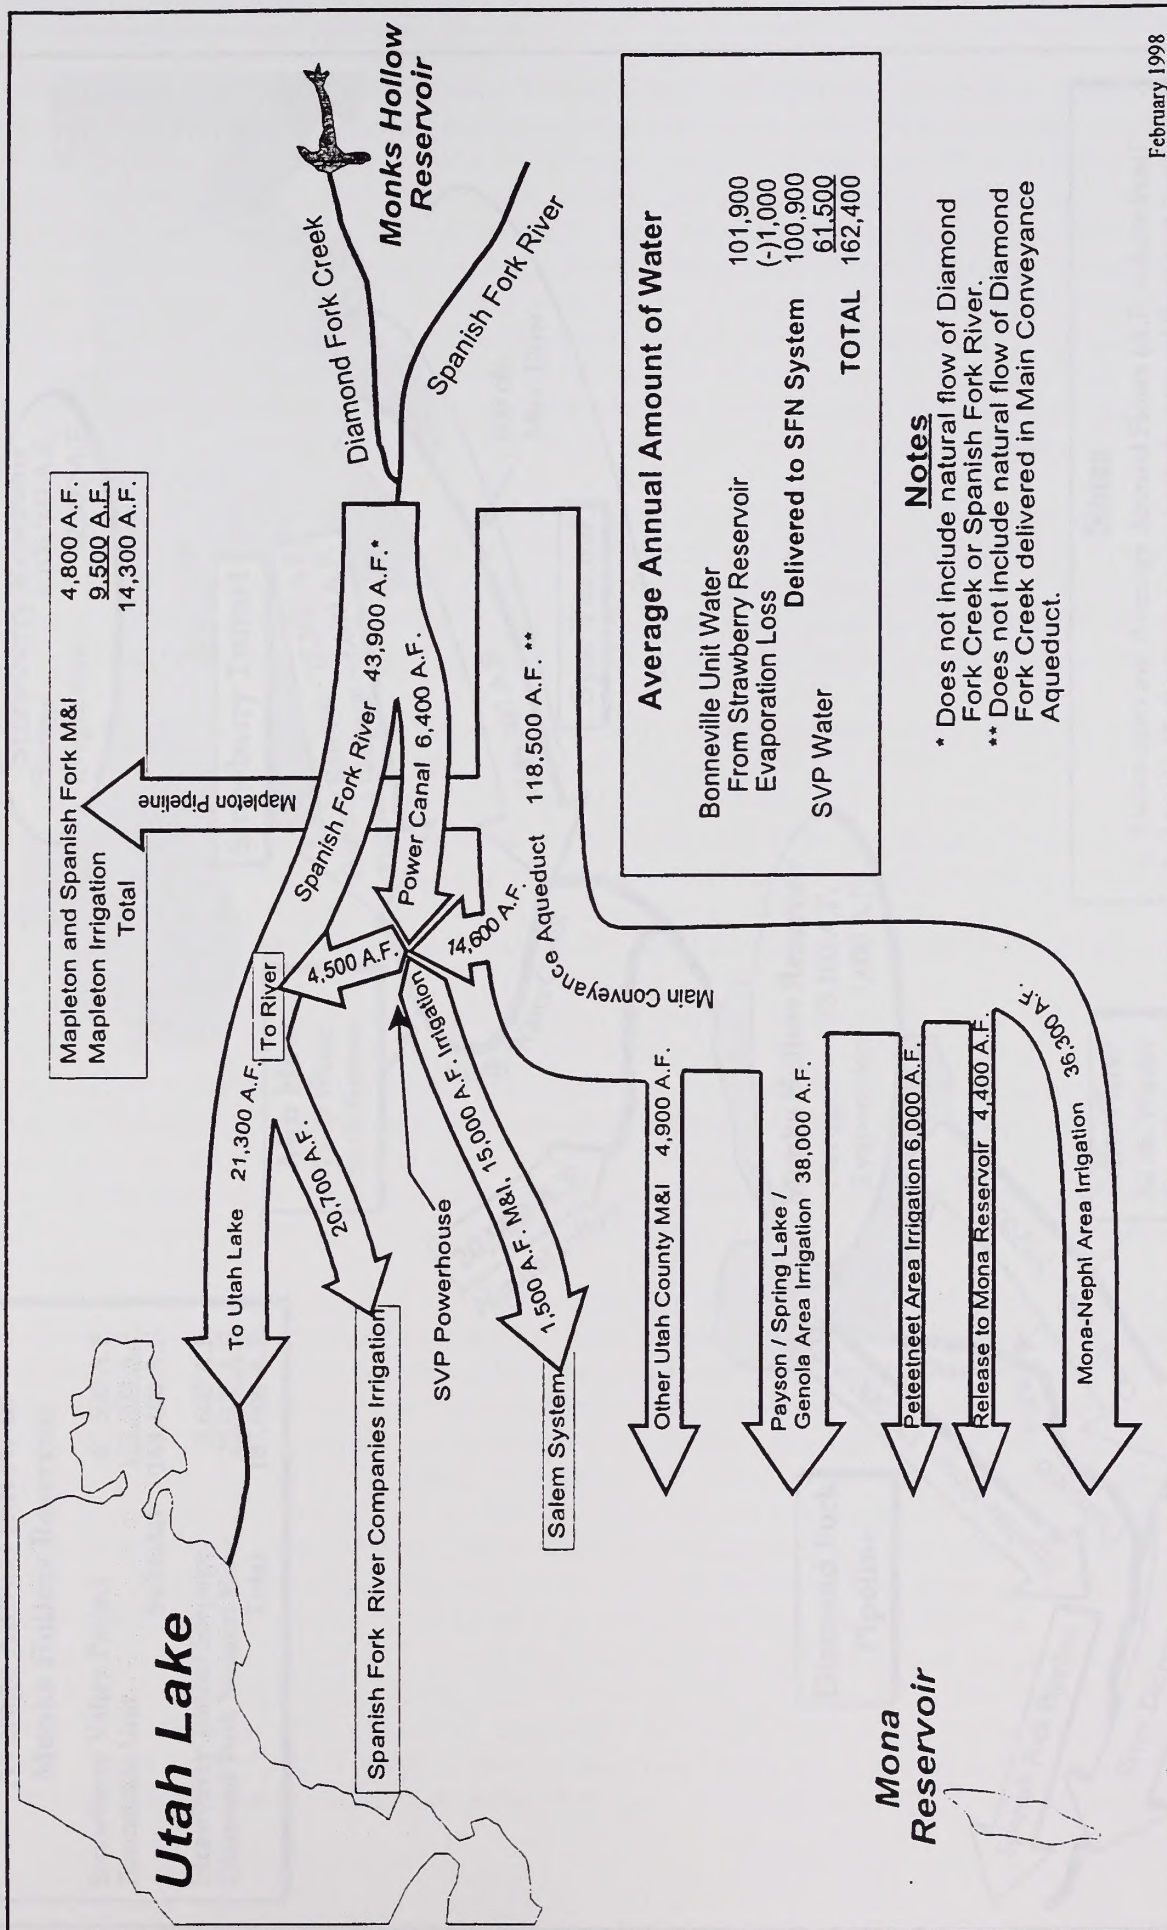 Utah Lake
Mapleton and Spanish Fork M&I 4,800 A.F.
Mapleton Irrigation 9,500 A.F.
Total 14,300 A.F.
Mapleton Pipeline
Diamond Fork Creek
Monks Hollow
Reservoir
Spanish Fork River
Spanish Fork River 43,900 A.F.*
Power Canal 6,400 A.F.
To Utah Lake 21,300 A.F.
To River
4,500 A.F.
20,700 A.F.
14,600 A.F.
Spanish Fork River Companies Irrigation
SVP Powerhouse
1,500 A.F. M&I, 15,000 A.F. Irrigation
Salem System
Main Conveyance Aqueduct 118.500 A.F. **
Other Utah County M&I 4,900 A.F.
Payson / Spring Lake /
Genola Area Irrigation 38,000 A.F.
Peteetneet Area Irrigation 6,000 A.F.
Release to Mona Reservoir 4,400 A.F.
Mona-Nephi Area Irrigation 36,300 A.F.
Mona
Reservoir
Average Annual Amount of Water
Bonneville Unit Water
From Strawberry Reservoir 101,900
Evaporation Loss (-)1,000
Delivered to SFN System 100,900
SVP Water 61,500
TOTAL 162,400
Notes
* Does not include natural flow of Diamond
Fork Creek or Spanish Fork River.
** Does not include natural flow of Diamond
Fork Creek delivered in Main Conveyance
Aqueduct.
February 1998